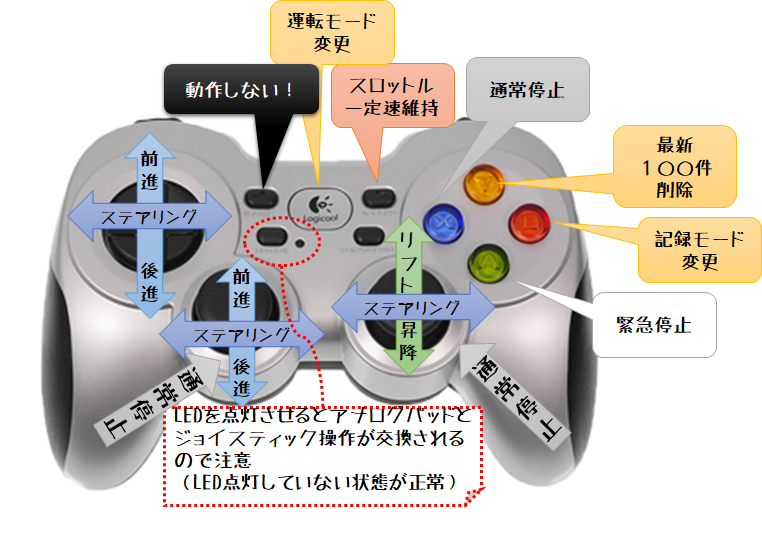 運転モード
変更
動作しない！
スロットル
一定速維持
通常停止
最新
１００件
削除
記録モード
変更
緊急停止
前進
ステアリング
後進
前進
ステアリング
後進
リフト昇降
ステアリング
通常停止
通常停止
Logicool
Y
X
LEDを点灯させるとアナログパットと
ジョイスティック操作が交換される
ので注意
（LED点灯していない状態が正常）